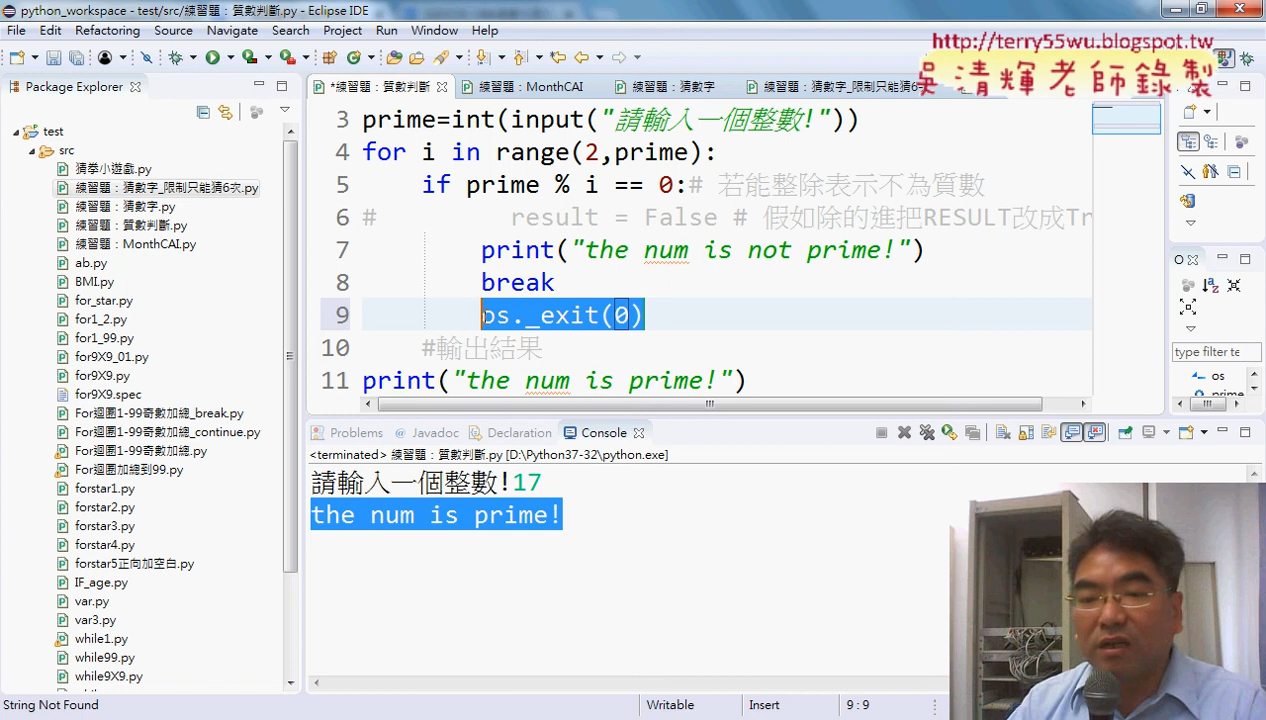 python_workspace - test/src/練習題：質數判斷.py - Eclipse IDE
File Edit Refactoring Source Navigate Search Project Run Window Help
http://terry55wu.blogspot.tw
吳清輝老師錄製
Package Explorer
*練習題：質數判斷
練習題：MonthCAI
練習題：猜數字
練習題：猜數字_限制只能猜6
test
src
猜拳小遊戲.py
練習題：猜數字_限制只能猜6次.py
練習題：猜數字.py
練習題：質數判斷.py
練習題：MonthCAI.py
ab.py
BMI.py
for_star.py
for1_2.py
for1_99.py
for9X9_01.py
for9X9.py
for9X9.spec
For迴圈1-99奇數加總_break.py
For迴圈1-99奇數加總_continue.py
For迴圈1-99奇數加總.py
For迴圈加總到99.py
forstar1.py
forstar2.py
forstar3.py
forstar4.py
forstar5正向加空白.py
IF_age.py
var.py
var3.py
while1.py
while99.py
while9X9.py
3 prime=int(input("請輸入一個整數!"))
4 for i in range(2,prime):
5 if prime % i == 0:# 若能整除表示不為質數
6 # result = False # 假如除的進把RESULT改成Tr
7 print("the num is not prime!")
8 break
9 os._exit(0)
10 #輸出結果
11 print("the num is prime!")
O
type filter te
os
prime
Problems Javadoc Declaration Console
<terminated> 練習題：質數判斷.py [D:\Python37-32\python.exe]
請輸入一個整數!17
the num is prime!
String Not Found
Writable
Insert
9:9